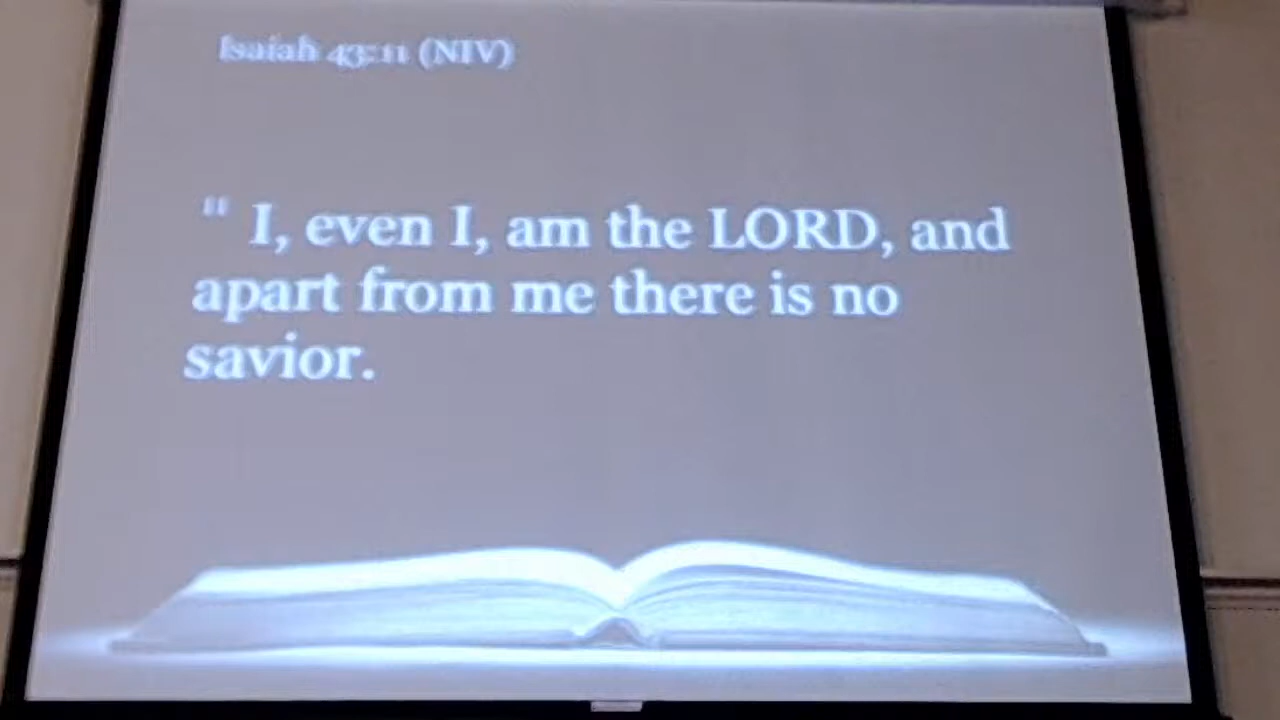 Isaiah 43:11 (NIV)
" I, even I, am the LORD, and
apart from me there is no
savior.